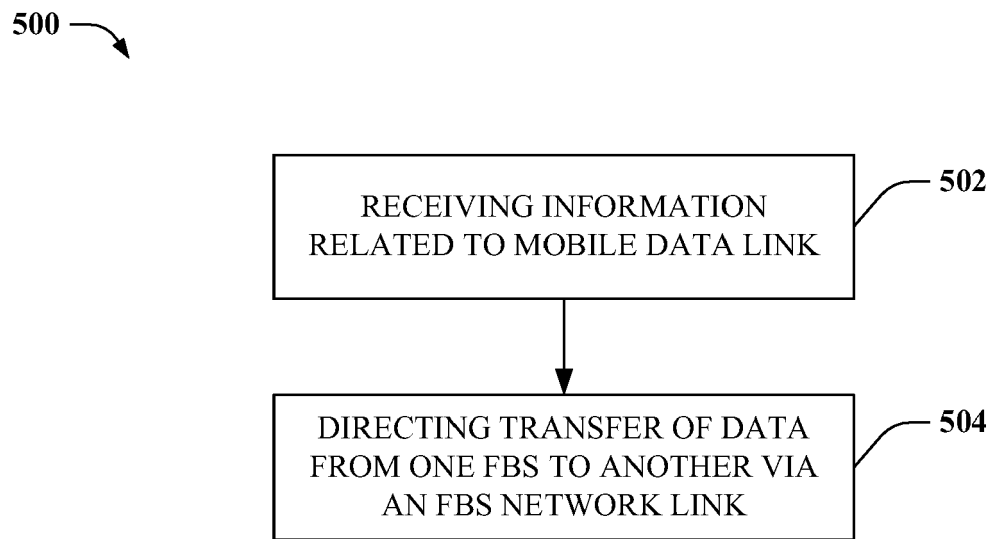 500
RECEIVING INFORMATION
RELATED TO MOBILE DATA LINK
502
DIRECTING TRANSFER OF DATA
FROM ONE FBS TO ANOTHER VIA
AN FBS NETWORK LINK
504